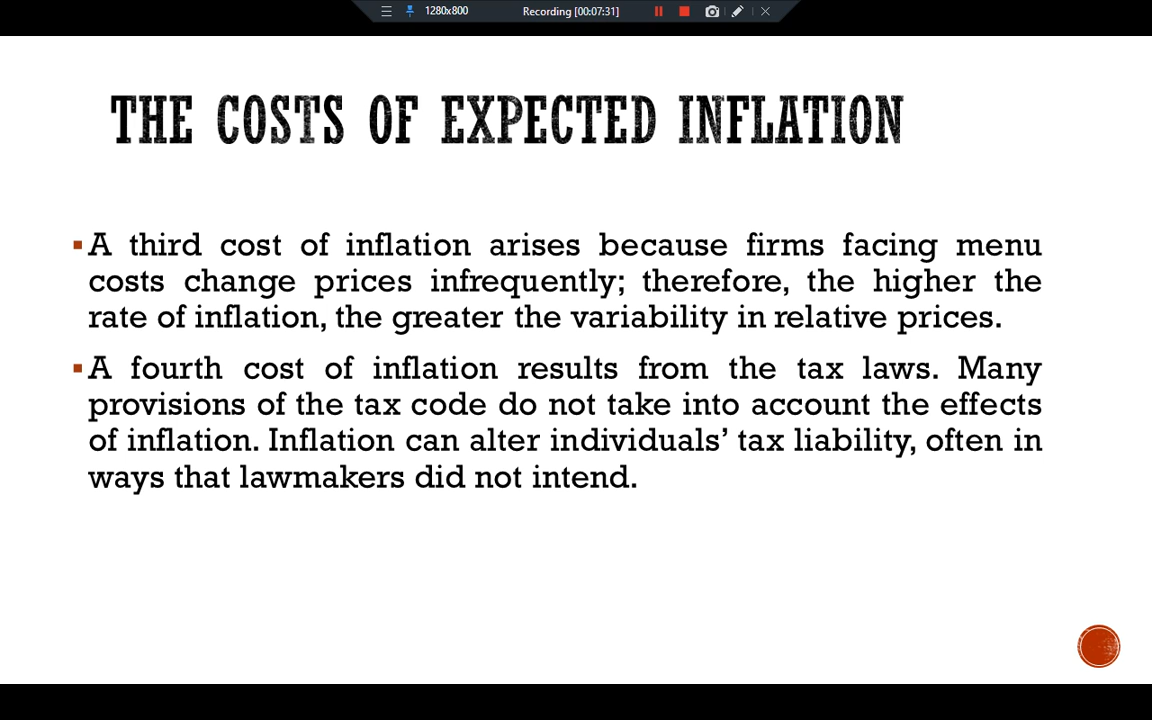 1280x800 Recording [00:07:31]
THE COSTS OF EXPECTED INFLATION
▪A third cost of inflation arises because firms facing menu
costs change prices infrequently; therefore, the higher the
rate of inflation, the greater the variability in relative prices.
▪A fourth cost of inflation results from the tax laws. Many
provisions of the tax code do not take into account the effects
of inflation. Inflation can alter individuals’ tax liability, often in
ways that lawmakers did not intend.